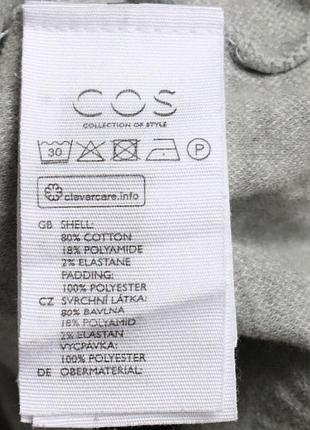 COS
COLLECTION OF STYLE
30 P
clevercare.info
GB SHELL:
80% COTTON
18% POLYAMIDE
2% ELASTANE
PADDING:
100% POLYESTER
CZ SVRCHNÍ LÁTKA:
80% BAVLNA
18% POLYAMID
2% ELASTAN
VYCPÁVKA:
100% POLYESTER
DE OBERMATERIAL: